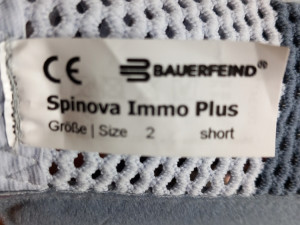 CE BAUERFEIND®
Spinova Immo Plus
Größe | Size 2 short